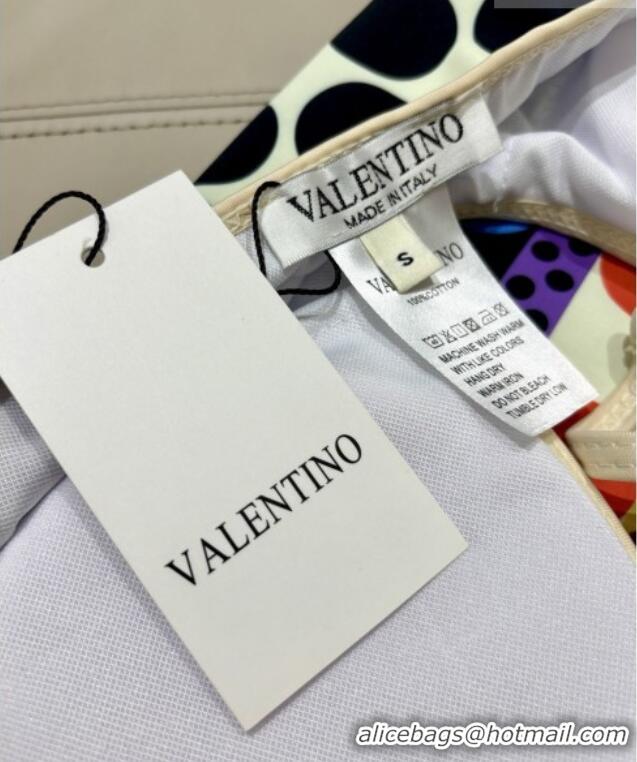 VALENTINO
MADE IN ITALY
S
VALENTINO
100%COTTON
MACHINE WASH WARM
WITH LIKE COLORS
HANG DRY
WARM IRON
DO NOT BLEACH
TUMBLE DRY LOW
VALENTINO
alicebags@hotmail.com